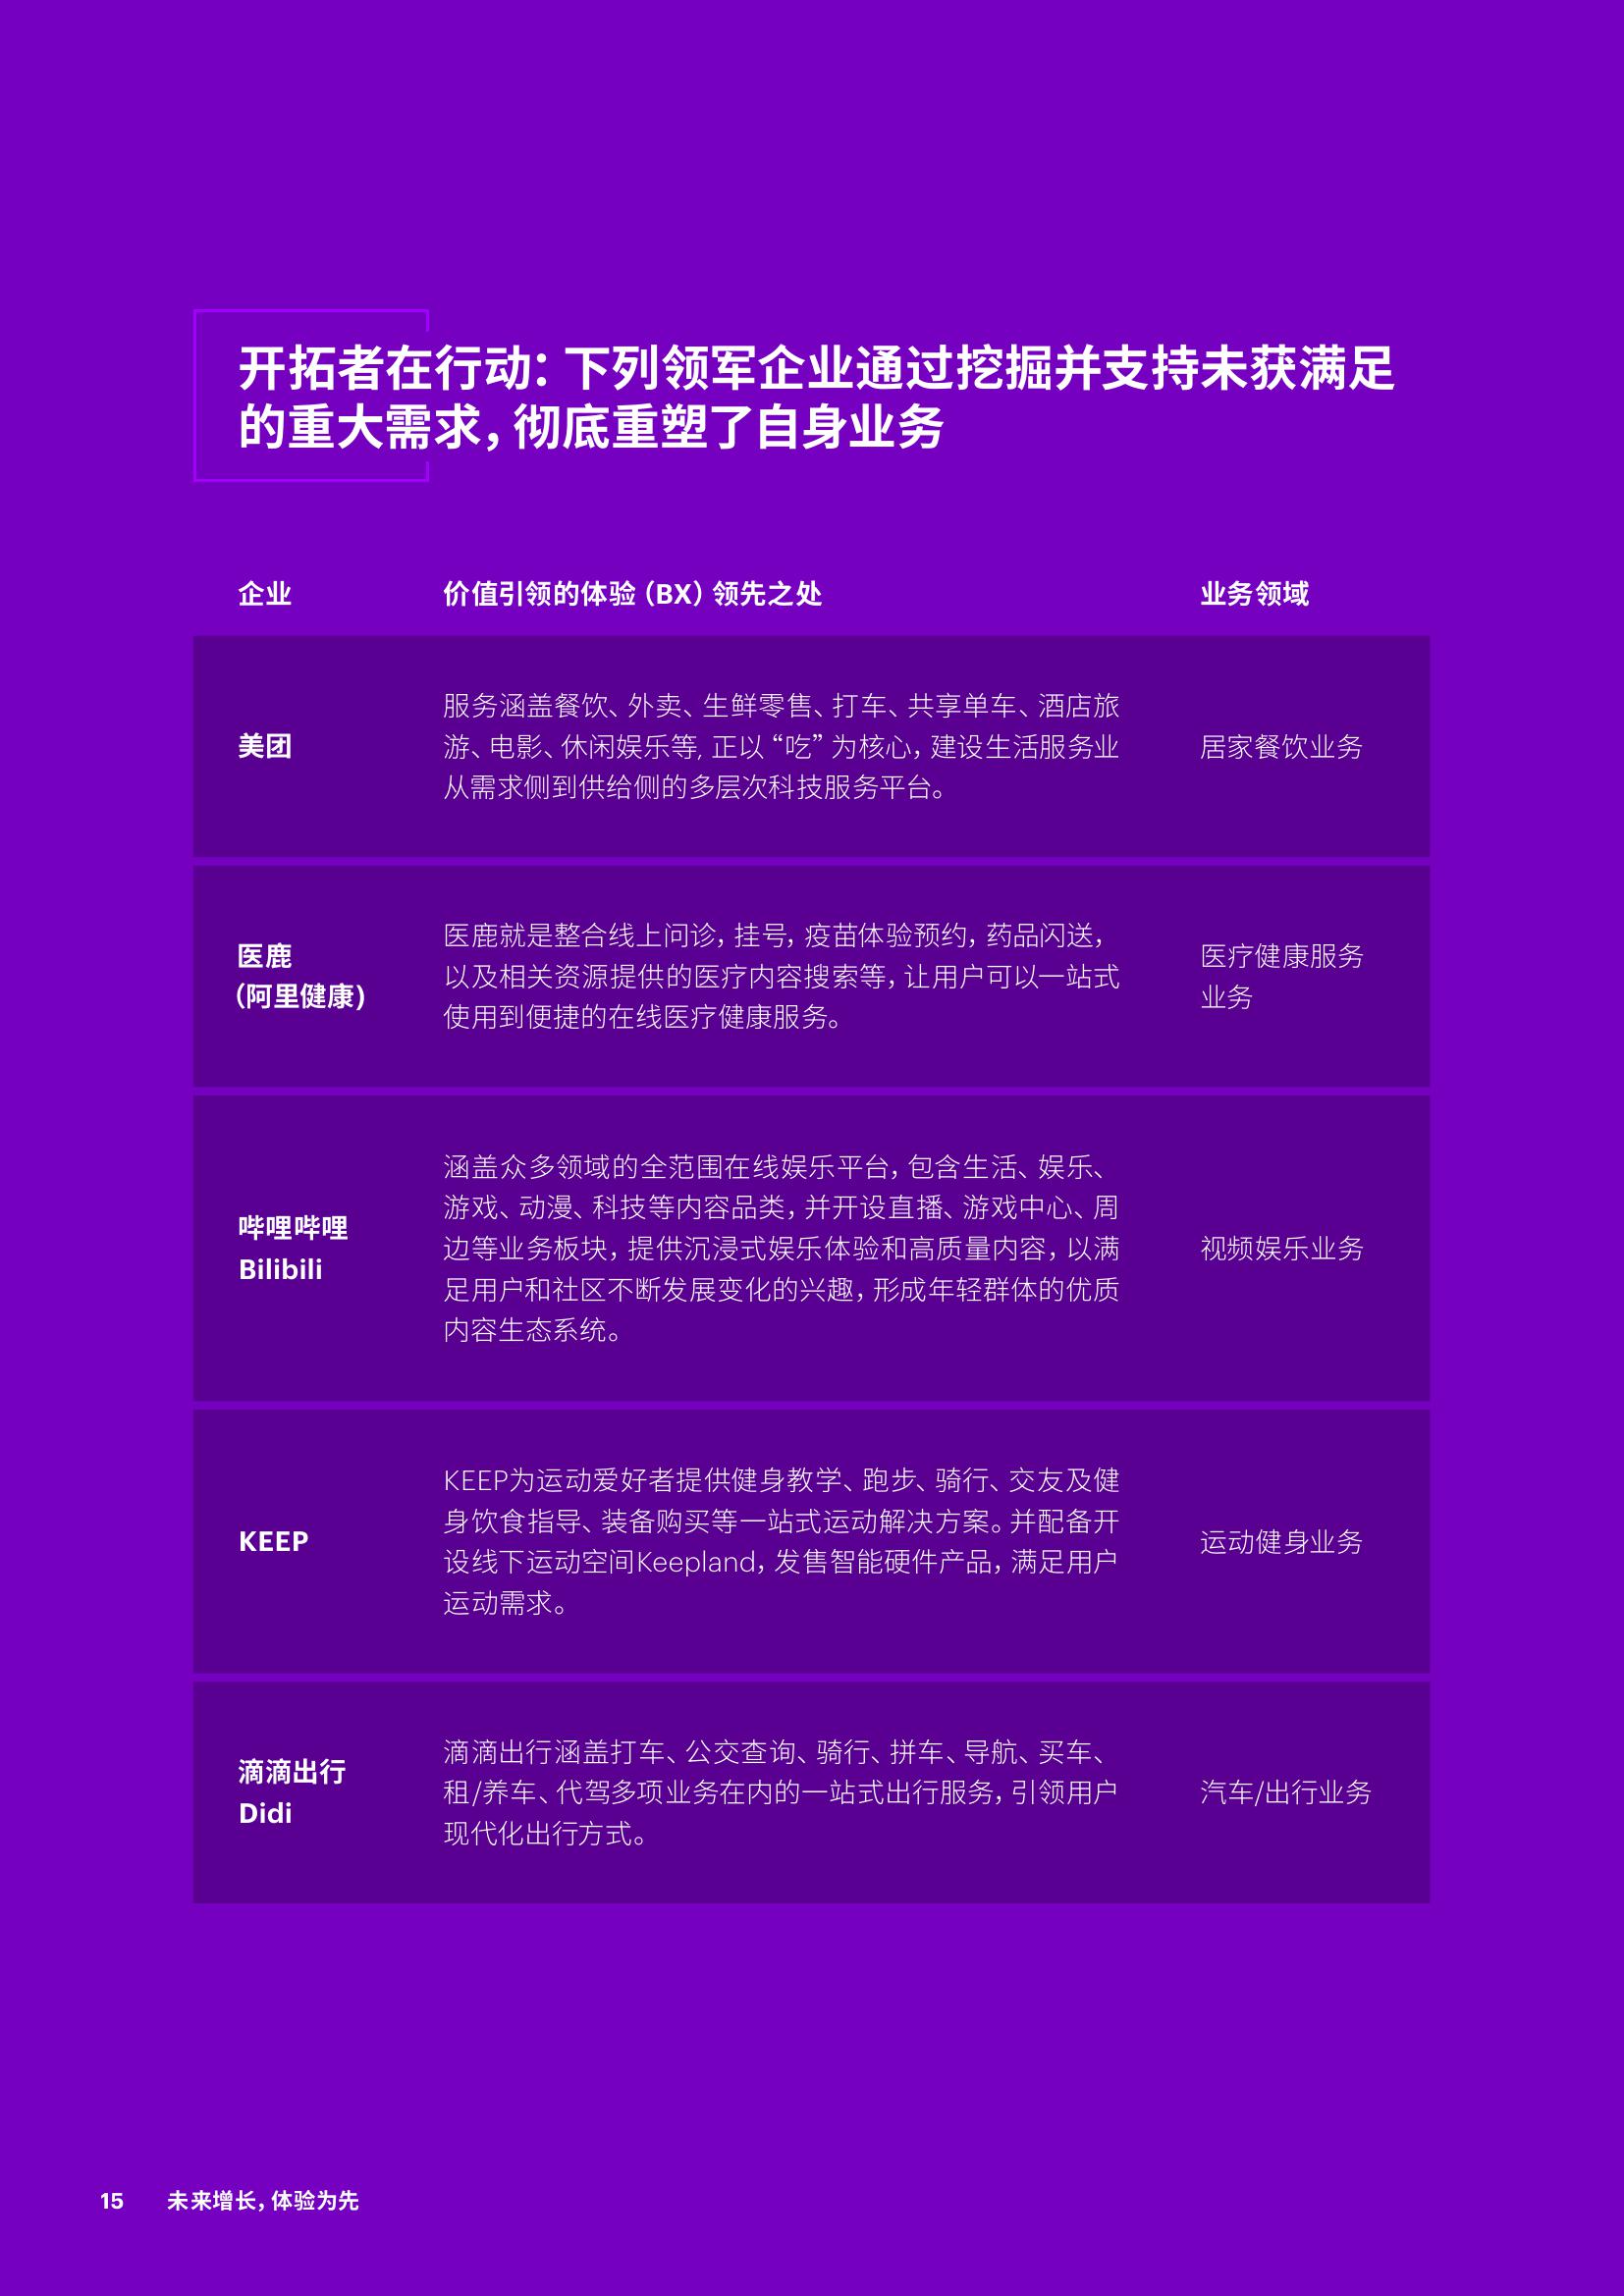 开拓者在行动：下列领军企业通过挖掘并支持未获满足
的重大需求，彻底重塑了自身业务
企业
价值引领的体验（BX）领先之处
业务领域
美团
服务涵盖餐饮、外卖、生鲜零售、打车、共享单车、酒店旅
游、电影、休闲娱乐等, 正以“吃”为核心，建设生活服务业
从需求侧到供给侧的多层次科技服务平台。
居家餐饮业务
医鹿
（阿里健康）
医鹿就是整合线上问诊，挂号，疫苗体验预约，药品闪送，
以及相关资源提供的医疗内容搜索等，让用户可以一站式
使用到便捷的在线医疗健康服务。
医疗健康服务
业务
哔哩哔哩
Bilibili
涵盖众多领域的全范围在线娱乐平台，包含生活、娱乐、
游戏、动漫、科技等内容品类，并开设直播、游戏中心、周
边等业务板块，提供沉浸式娱乐体验和高质量内容，以满
足用户和社区不断发展变化的兴趣，形成年轻群体的优质
内容生态系统。
视频娱乐业务
KEEP
KEEP为运动爱好者提供健身教学、跑步、骑行、交友及健
身饮食指导、装备购买等一站式运动解决方案。并配备开
设线下运动空间Keepland，发售智能硬件产品，满足用户
运动需求。
运动健身业务
滴滴出行
Didi
滴滴出行涵盖打车、公交查询、骑行、拼车、导航、买车、
租/养车、代驾多项业务在内的一站式出行服务，引领用户
现代化出行方式。
汽车/出行业务
15 未来增长，体验为先